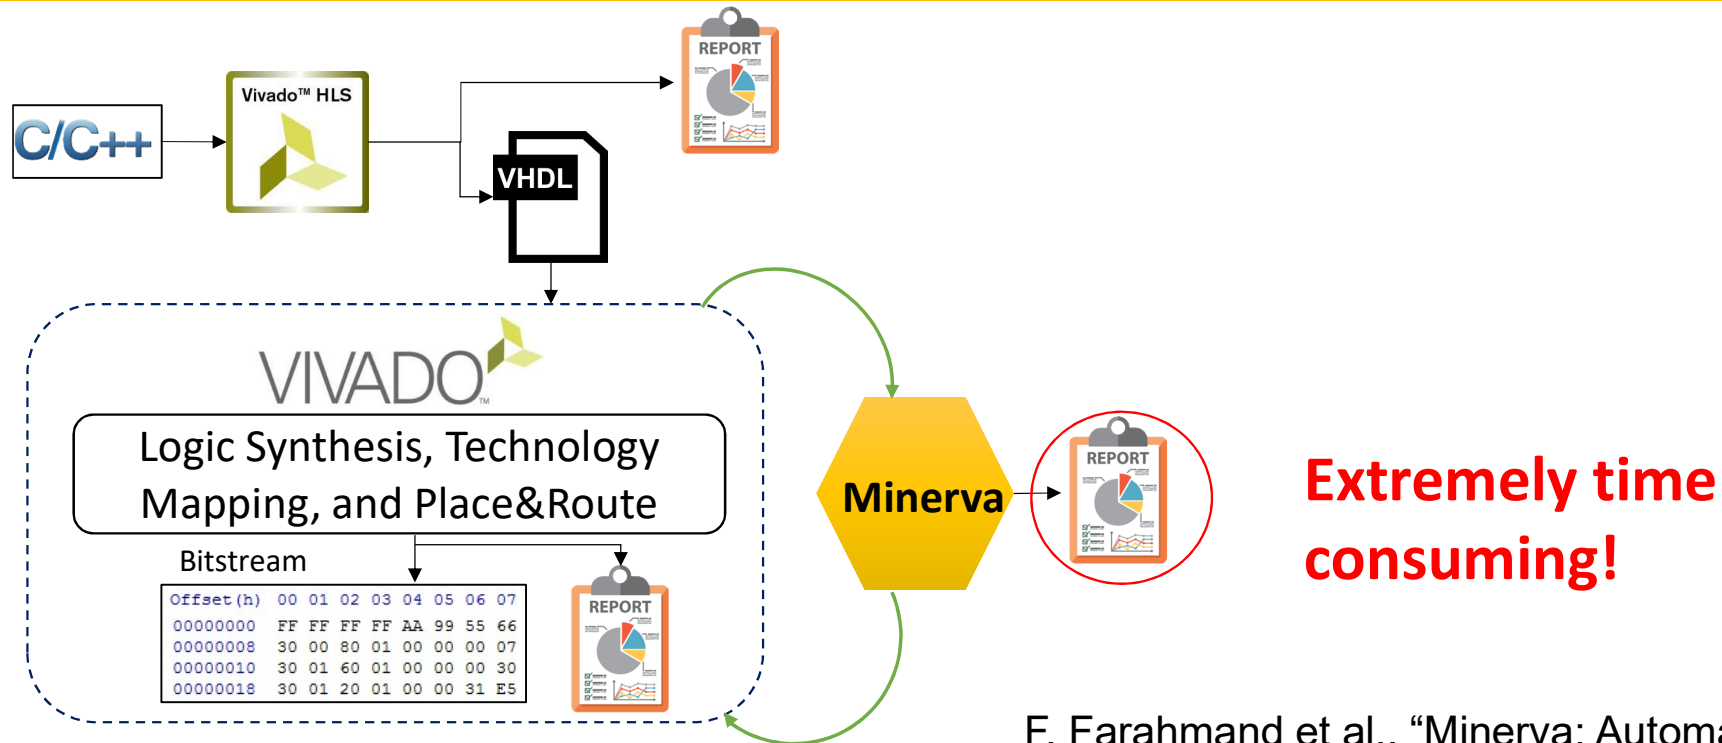 REPORT
Vivado™ HLS
C/C++
VHDL
VIVADO™
Logic Synthesis, Technology
Mapping, and Place&Route
Bitstream
Offset(h) 00 01 02 03 04 05 06 07
00000000 FF FF FF FF AA 99 55 66
00000008 30 00 80 01 00 00 00 07
00000010 30 01 60 01 00 00 00 30
00000018 30 01 20 01 00 00 31 E5
REPORT
Minerva
REPORT
Extremely time
consuming!
F. Farahmand et al., “Minerva: Automa